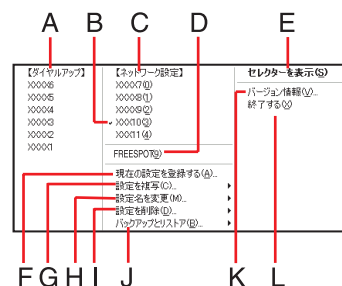 A
B
C
D
E
【ダイヤルアップ】
XXXX6
XXXX5
XXXX4
XXXX3
XXXX2
XXXX1
【ネットワーク設定】
XXXX7(0)
XXXX8(1)
XXXX9(2)
✓ XXX10(3)
XXX11(4)
FREESPOT(9)
現在の設定を登録する(A)...
設定を複写(C)...
設定名を変更(M)...
設定を削除(D)...
バックアップとリストア(B)...
セレクターを表示(S)
バージョン情報(V)...
終了する(X)
F
G
H
I
J
K
L